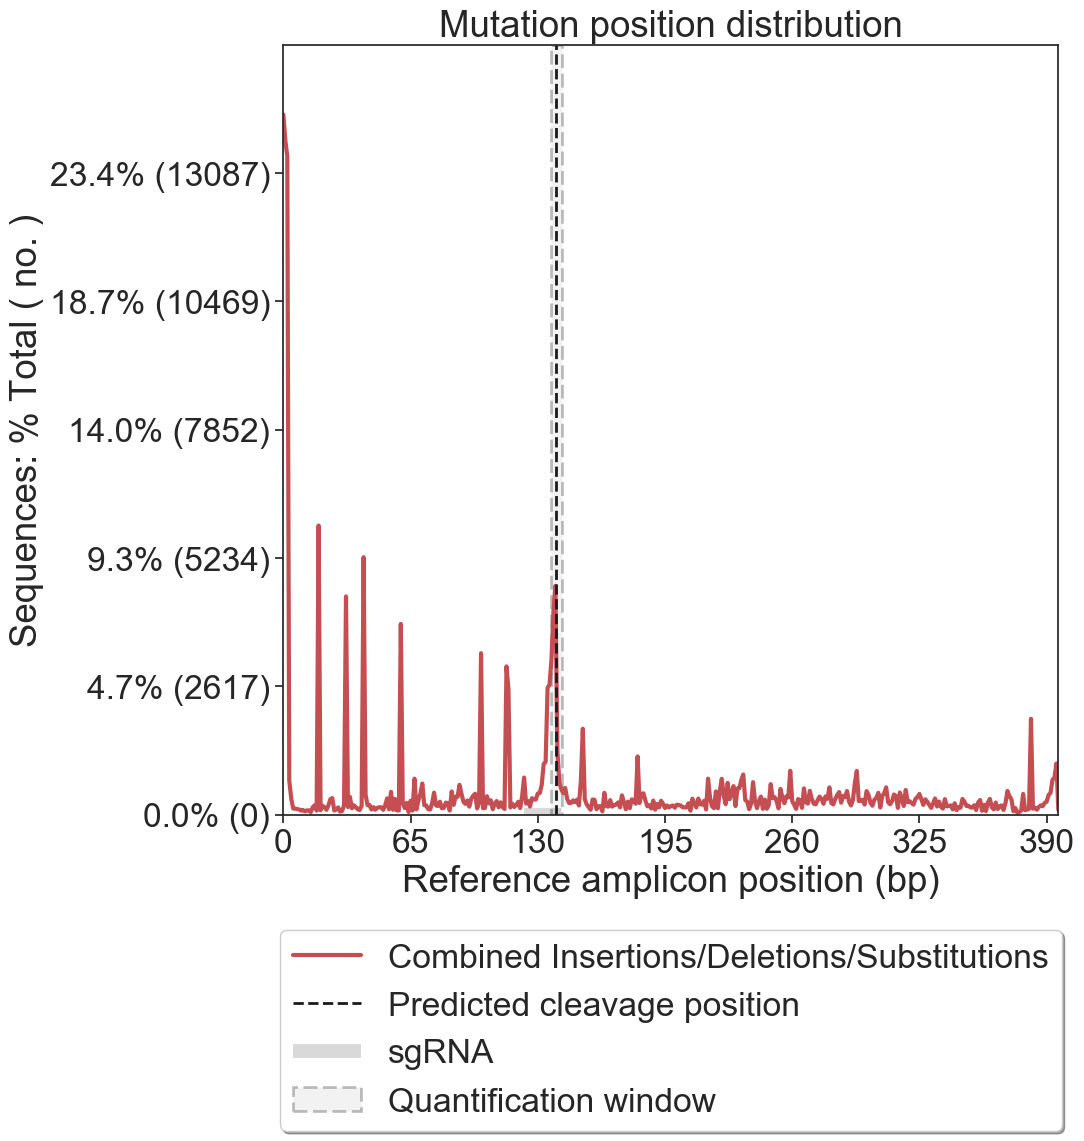 Mutation position distribution
Sequences: % Total ( no. )
23.4% (13087)
18.7% (10469)
14.0% (7852)
9.3% (5234)
4.7% (2617)
0.0% (0)
0 65 130 195 260 325 390
Reference amplicon position (bp)
Combined Insertions/Deletions/Substitutions
Predicted cleavage position
sgRNA
Quantification window